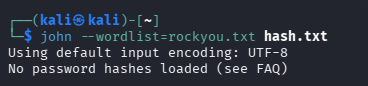 ┌──(kali㉿kali)-[~]
└─$ john --wordlist=rockyou.txt hash.txt
Using default input encoding: UTF-8
No password hashes loaded (see FAQ)